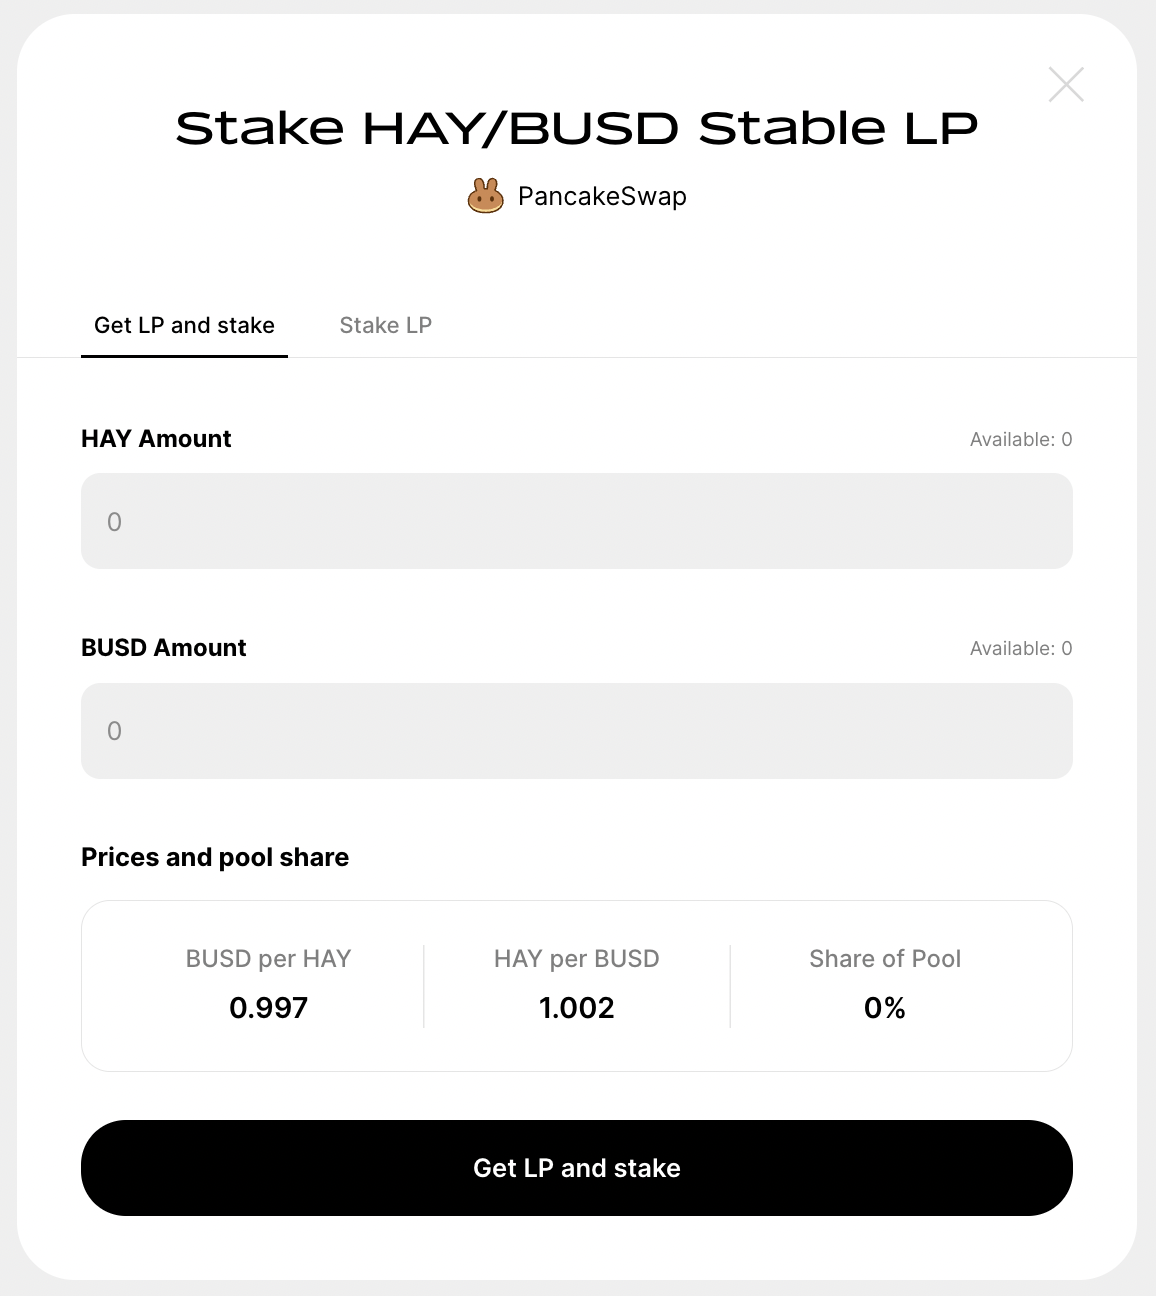 Stake HAY/BUSD Stable LP
PancakeSwap
Get LP and stake Stake LP
HAY Amount Available: 0
0
BUSD Amount Available: 0
0
Prices and pool share
BUSD per HAY HAY per BUSD Share of Pool
0.997 1.002 0%
Get LP and stake